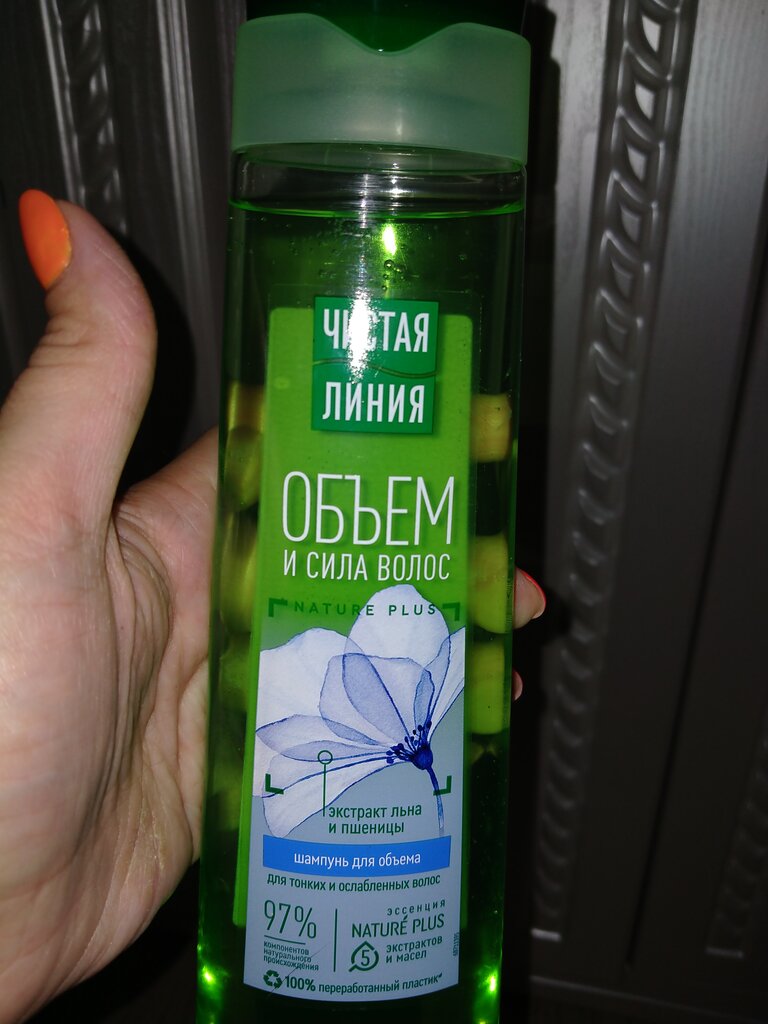 ЧИСТАЯ
ЛИНИЯ
ОБЪЕМ
И СИЛА ВОЛОС
NATURE PLUS
экстракт льна
и пшеницы
шампунь для объема
для тонких и ослабленных волос
97%
компонентов
натурального
происхождения
эссенция
NATURE PLUS
5 экстрактов
и масел
100% переработанный пластик